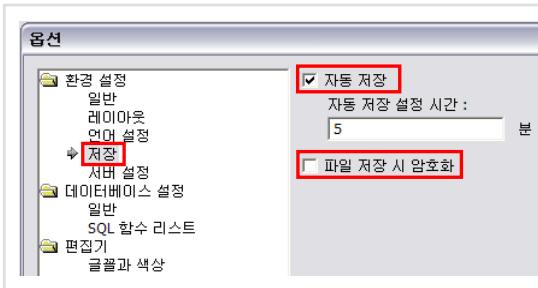 옵션
환경 설정
일반
레이아웃
언어 설정
저장
서버 설정
데이터베이스 설정
일반
SQL 함수 리스트
편집기
글꼴과 색상
자동 저장
자동 저장 설정 시간 :
5 분
파일 저장 시 암호화